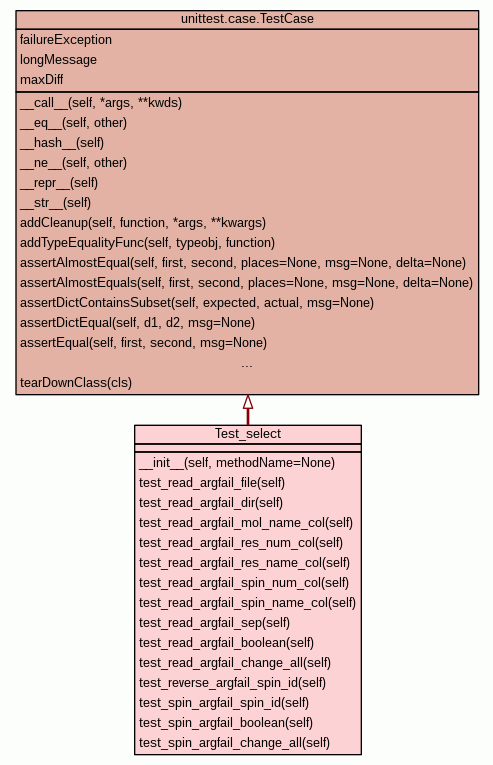 unittest.case.TestCase
failureException
longMessage
maxDiff
__call__(self, *args, **kwds)
__eq__(self, other)
__hash__(self)
__ne__(self, other)
__repr__(self)
__str__(self)
addCleanup(self, function, *args, **kwargs)
addTypeEqualityFunc(self, typeobj, function)
assertAlmostEqual(self, first, second, places=None, msg=None, delta=None)
assertAlmostEquals(self, first, second, places=None, msg=None, delta=None)
assertDictContainsSubset(self, expected, actual, msg=None)
assertDictEqual(self, d1, d2, msg=None)
assertEqual(self, first, second, msg=None)
...
tearDownClass(cls)
Test_select
__init__(self, methodName=None)
test_read_argfail_file(self)
test_read_argfail_dir(self)
test_read_argfail_mol_name_col(self)
test_read_argfail_res_num_col(self)
test_read_argfail_res_name_col(self)
test_read_argfail_spin_num_col(self)
test_read_argfail_spin_name_col(self)
test_read_argfail_sep(self)
test_read_argfail_boolean(self)
test_read_argfail_change_all(self)
test_reverse_argfail_spin_id(self)
test_spin_argfail_spin_id(self)
test_spin_argfail_boolean(self)
test_spin_argfail_change_all(self)